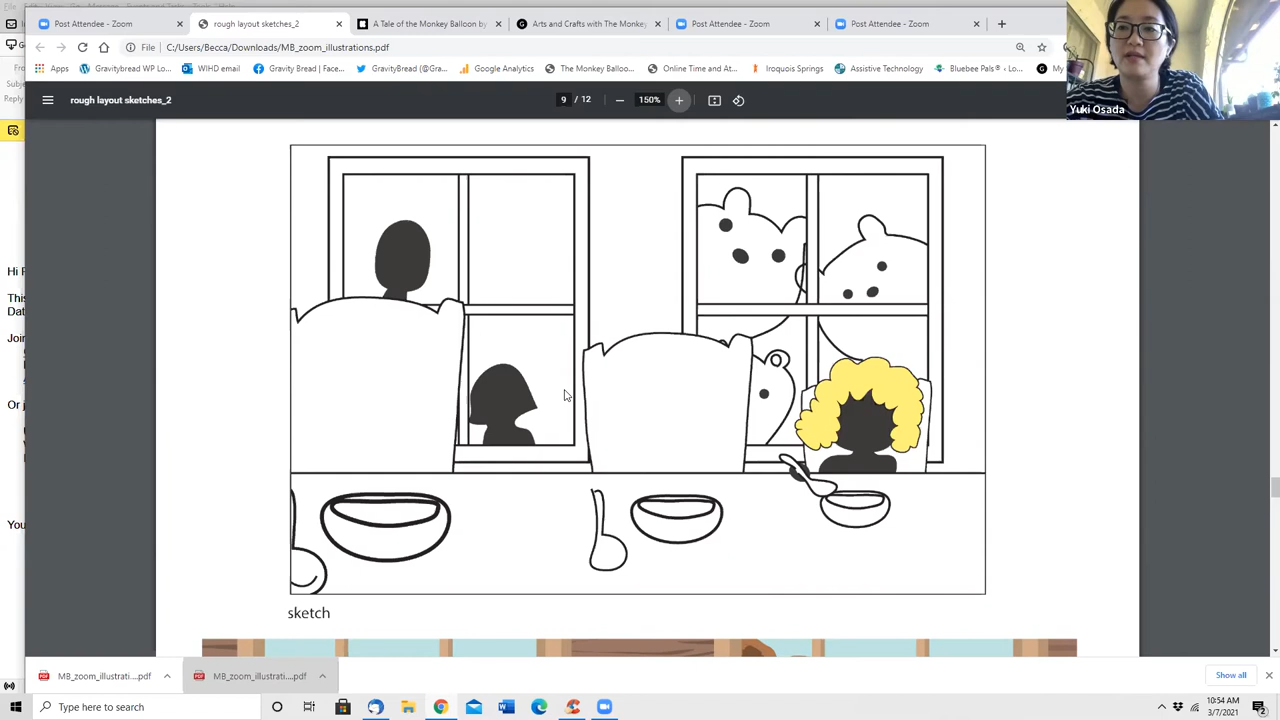 Post Attendee - Zoom
rough layout sketches_2
A Tale of the Monkey Balloon by
Arts and Crafts with The Monkey
Post Attendee - Zoom
Post Attendee - Zoom
File
C:/Users/Becca/Downloads/MB_zoom_illustrations.pdf
Apps
Gravitybread WP Lo...
WIHD email
Gravity Bread | Face...
GravityBread (@Gra...
Google Analytics
The Monkey Balloo...
Online Time and At...
Iroquois Springs
Assistive Technology
Bluebee Pals® › Lo...
My
rough layout sketches_2
9 / 12
150%
Yuki Osada
Reply
Hi
This
Dat
Join
Or j
You
sketch
MB_zoom_illustrati....pdf
MB_zoom_illustrati....pdf
Show all
Type here to search
10:54 AM
3/7/2021
2